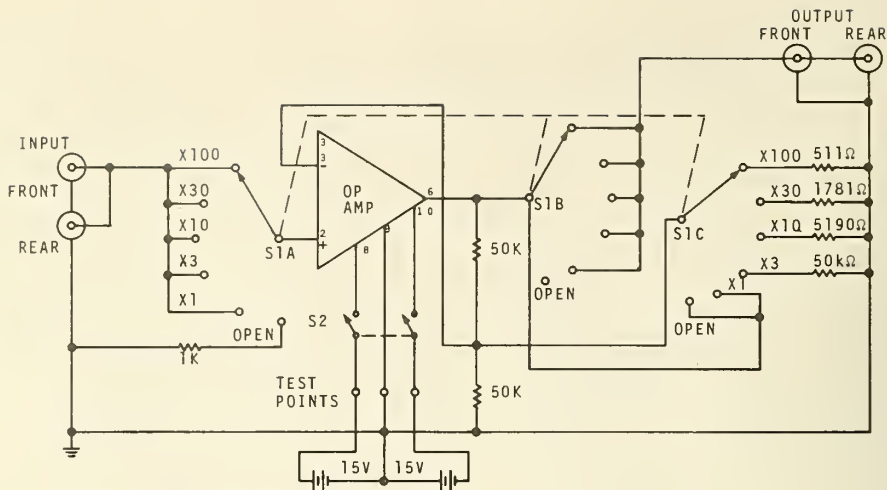 OUTPUT
FRONT REAR
INPUT
FRONT
REAR
X100
X30
X10
X3
X1
OPEN
1K
S1A
3
3
-
OP
AMP
2
+
6
10
9
8
S2
TEST
POINTS
15V 15V
50K
50K
S1B
OPEN
S1C
X100 511Ω
X30 1781Ω
X10 5190Ω
X3 50kΩ
X1
OPEN